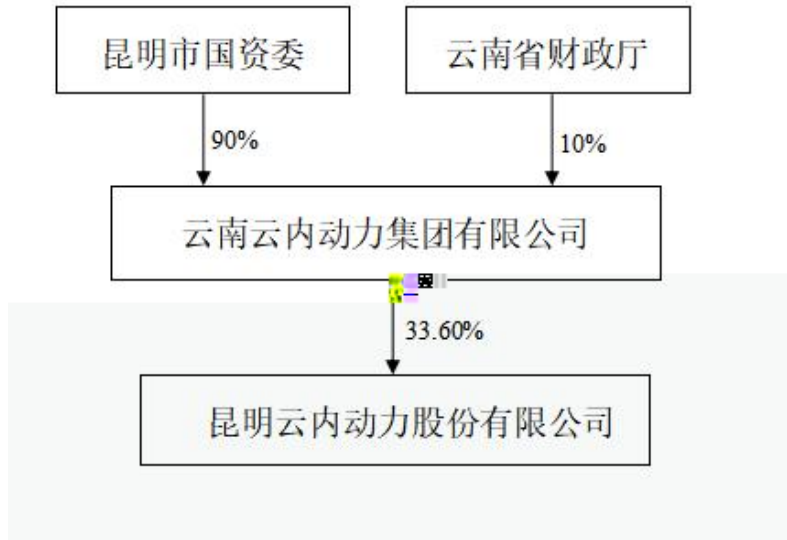 昆明市国资委
云南省财政厅
90%
10%
云南云内动力集团有限公司
33.60%
昆明云内动力股份有限公司